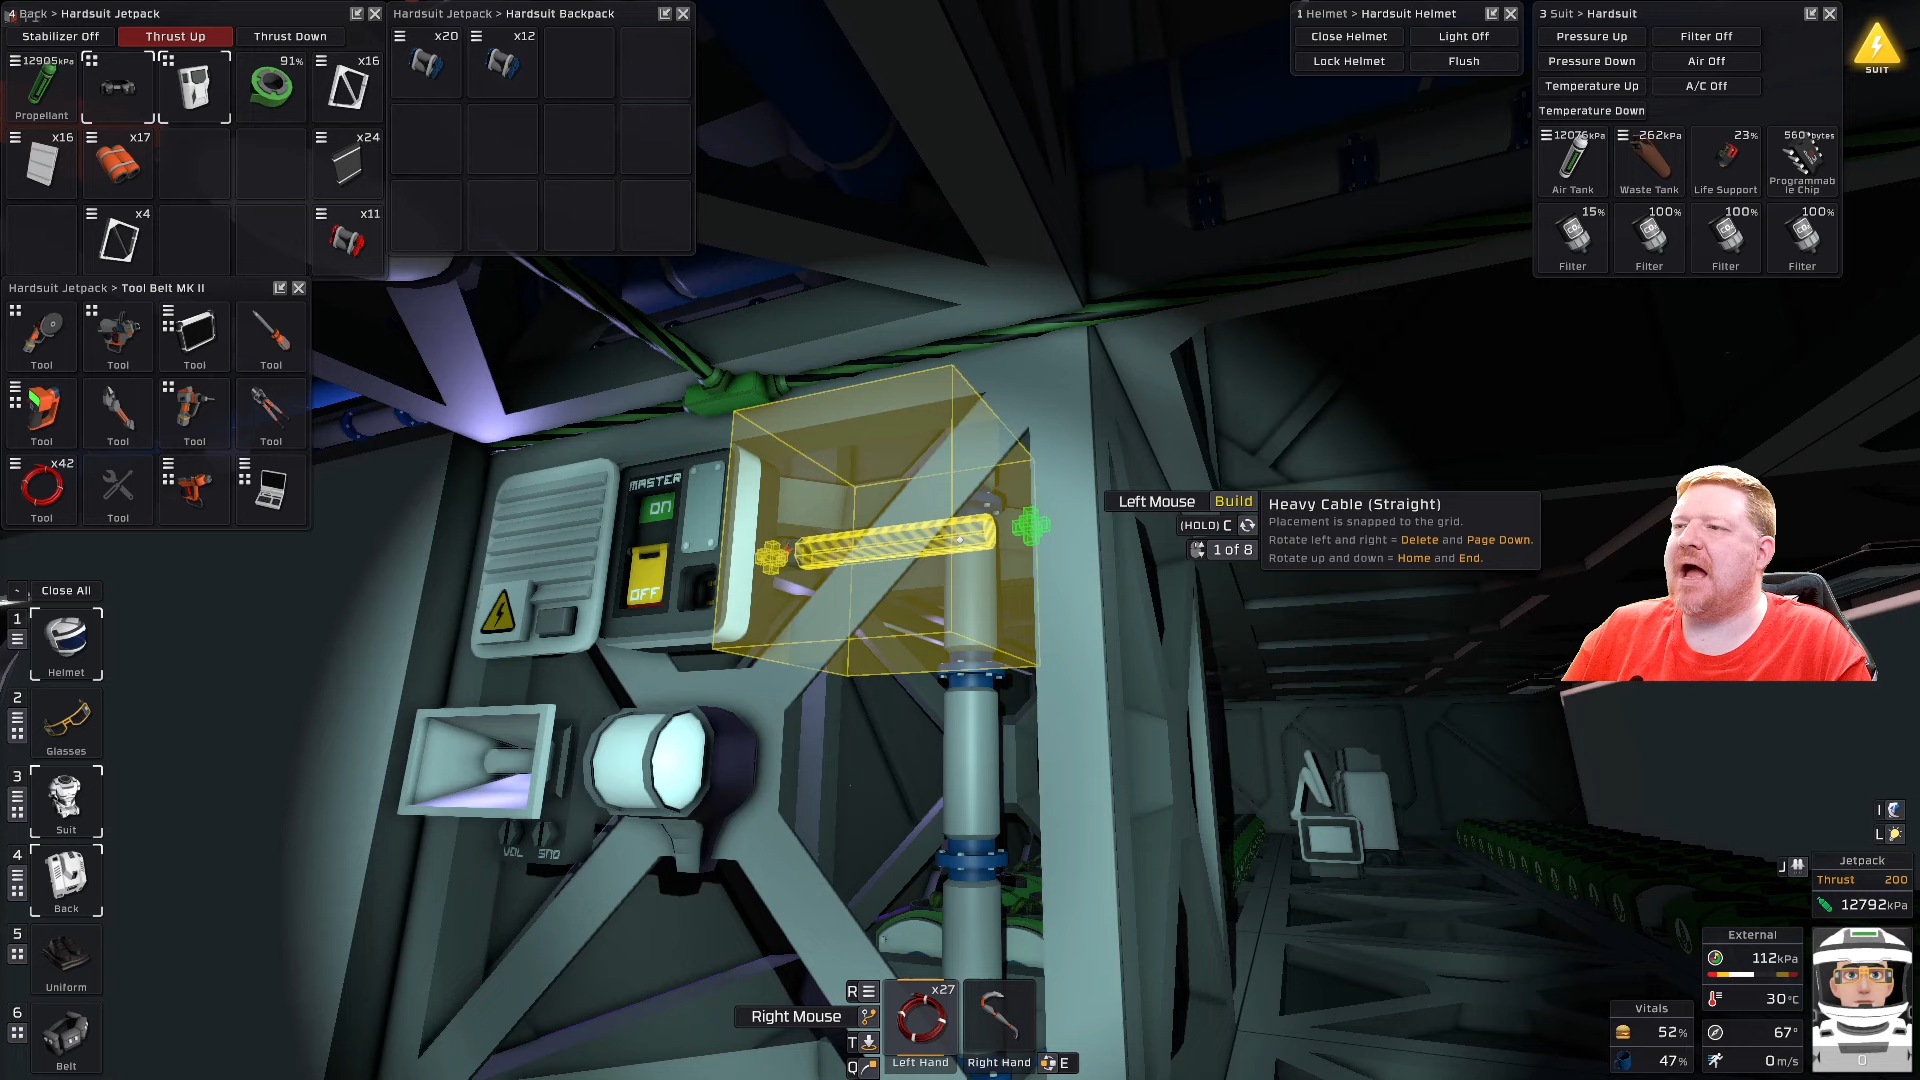 4 Back > Hardsuit Jetpack
Stabilizer Off
Thrust Up
Thrust Down
12905kPa
Propellant
91%
x16
x16
x17
x24
x4
x11
Hardsuit Jetpack > Hardsuit Backpack
x20
x12
Hardsuit Jetpack > Tool Belt MK II
Tool
Tool
Tool
Tool
Tool
Tool
Tool
Tool
x42
Tool
Tool
1 Helmet > Hardsuit Helmet
Close Helmet
Light Off
Lock Helmet
Flush
3 Suit > Hardsuit
Pressure Up
Filter Off
Pressure Down
Air Off
Temperature Up
A/C Off
Temperature Down
12076kPa
Air Tank
-262kPa
Waste Tank
23%
Life Support
560 bytes
Programmab
le Chip
15%
Filter
100%
Filter
100%
Filter
100%
Filter
SUIT
MASTER
ON
OFF
VOL
SND
Left Mouse
Build
(HOLD) C
1 of 8
Heavy Cable (Straight)
Placement is snapped to the grid.
Rotate left and right = Delete and Page Down.
Rotate up and down = Home and End.
Close All
1
Helmet
2
Glasses
3
Suit
4
Back
5
Uniform
6
Belt
R
Right Mouse
T
Q
x27
Left Hand
Right Hand
E
I
L
J
Jetpack
Thrust 200
12792kPa
External
112kPa
30°C
67°
0m/s
Vitals
52%
47%
0